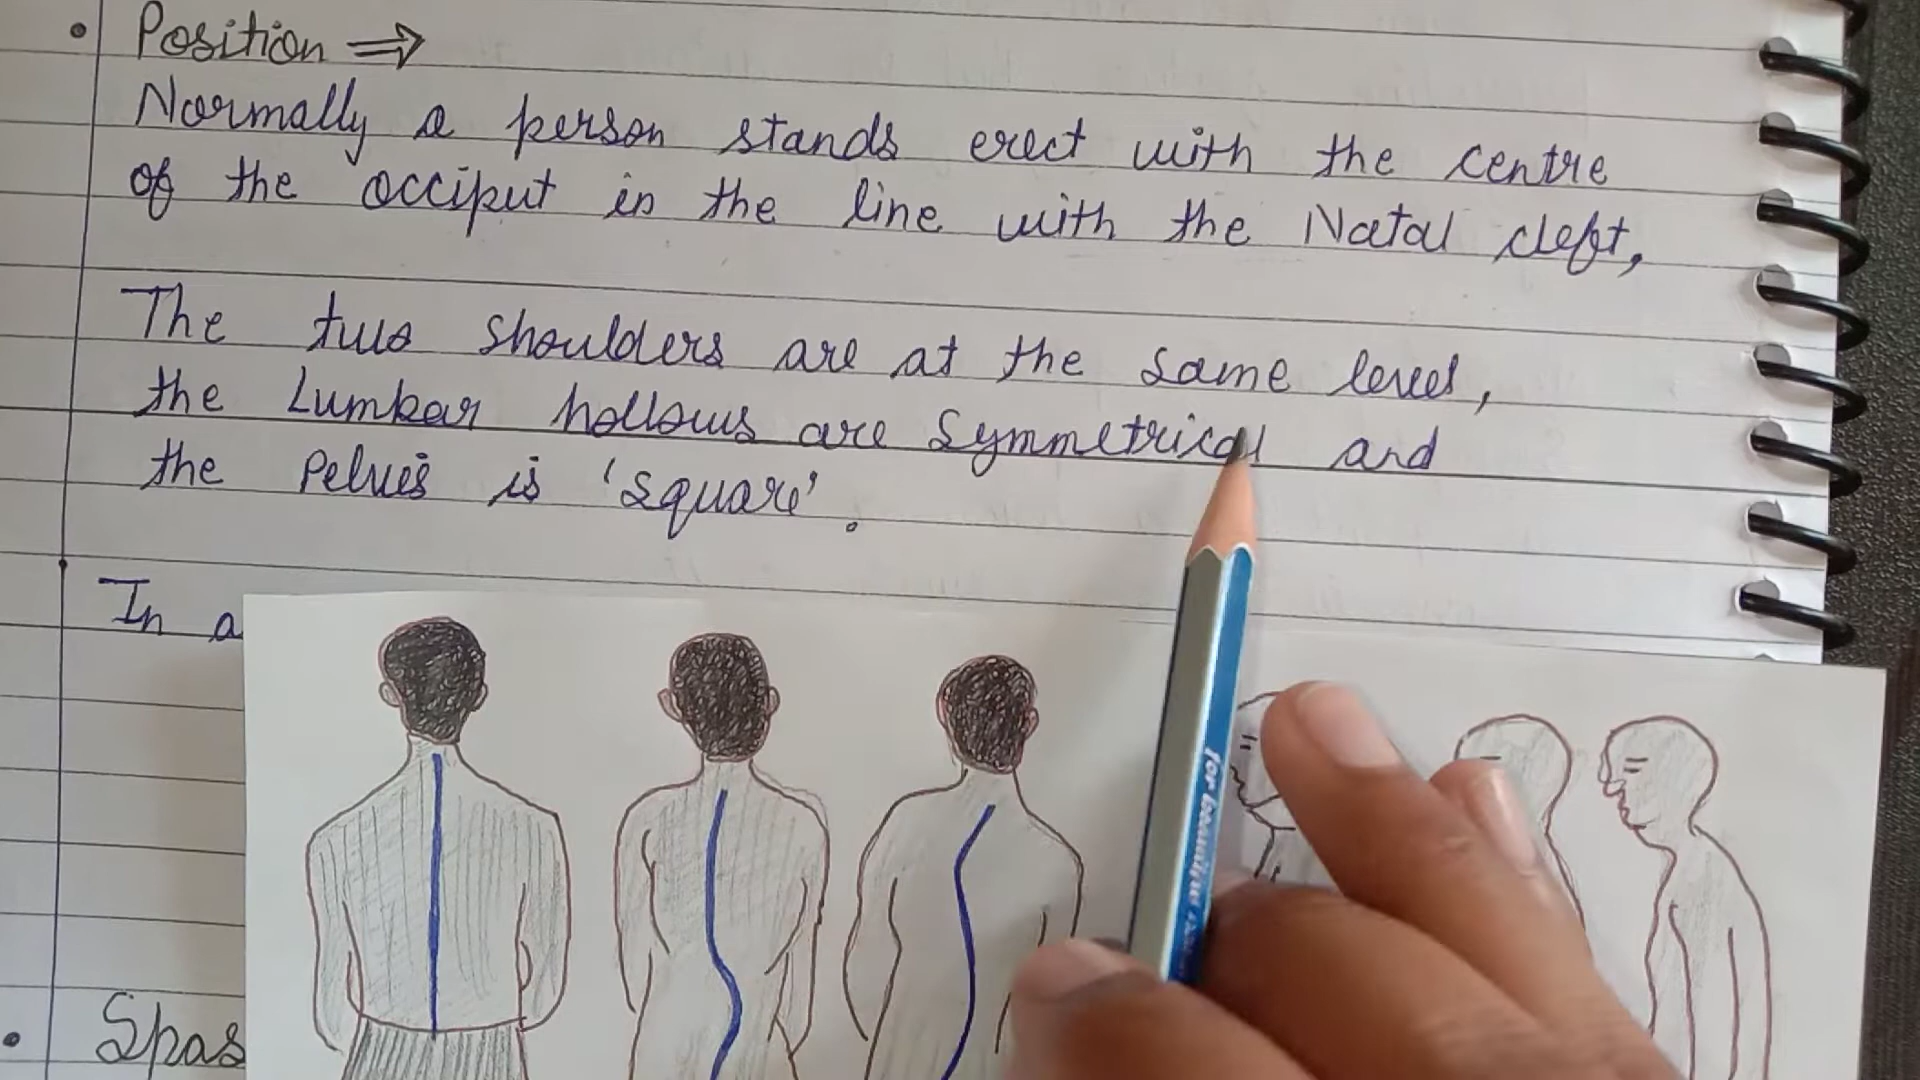 Position ⇒
Normally a person stands erect with the centre
of the occiput in the line with the Natal cleft,
The two shoulders are at the same level,
the Lumbar hollows are Symmetrical and
the Pelvis is 'square'.
In a
Spas
for beautiful